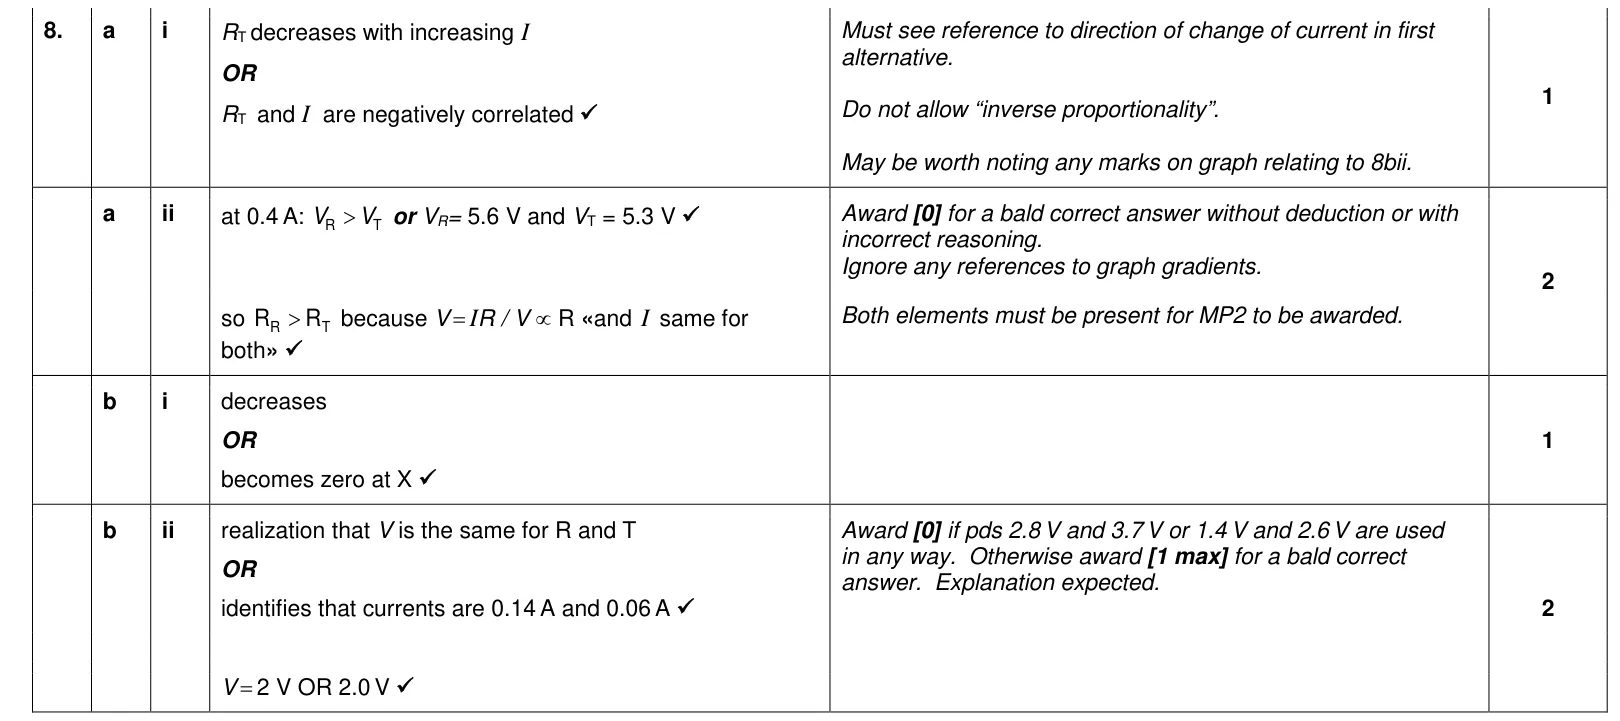 8. a i R_T decreases with increasing I
OR
R_T and I are negatively correlated ✓
Must see reference to direction of change of current in first
alternative.
Do not allow “inverse proportionality”.
May be worth noting any marks on graph relating to 8bii.
1
a ii at 0.4 A: V_R > V_T or V_R= 5.6 V and V_T = 5.3 V ✓
so R_R > R_T because V=IR / V ∝ R «and I same for
both» ✓
Award [0] for a bald correct answer without deduction or with
incorrect reasoning.
Ignore any references to graph gradients.
Both elements must be present for MP2 to be awarded.
2
b i decreases
OR
becomes zero at X ✓
1
b ii realization that V is the same for R and T
OR
identifies that currents are 0.14 A and 0.06 A ✓
V=2 V OR 2.0 V ✓
Award [0] if pds 2.8 V and 3.7 V or 1.4 V and 2.6 V are used
in any way. Otherwise award [1 max] for a bald correct
answer. Explanation expected.
2